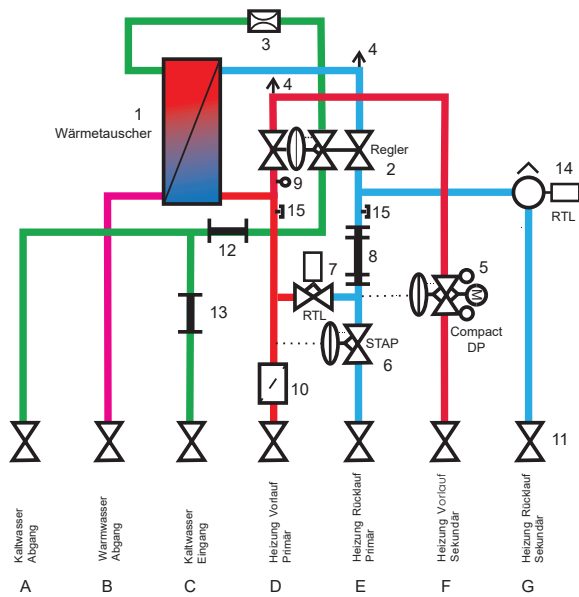 3
4
4
1
Wärmetauscher
Regler
2
14
RTL
9
15
15
12
7
8
5
M
RTL
STAP
Compact
DP
6
13
10
11
Kaltwasser
Abgang
Warmwasser
Abgang
Kaltwasser
Eingang
Heizung Vorlauf
Primär
Heizung Rücklauf
Primär
Heizung Vorlauf
Sekundär
Heizung Rücklauf
Sekundär
A
B
C
D
E
F
G